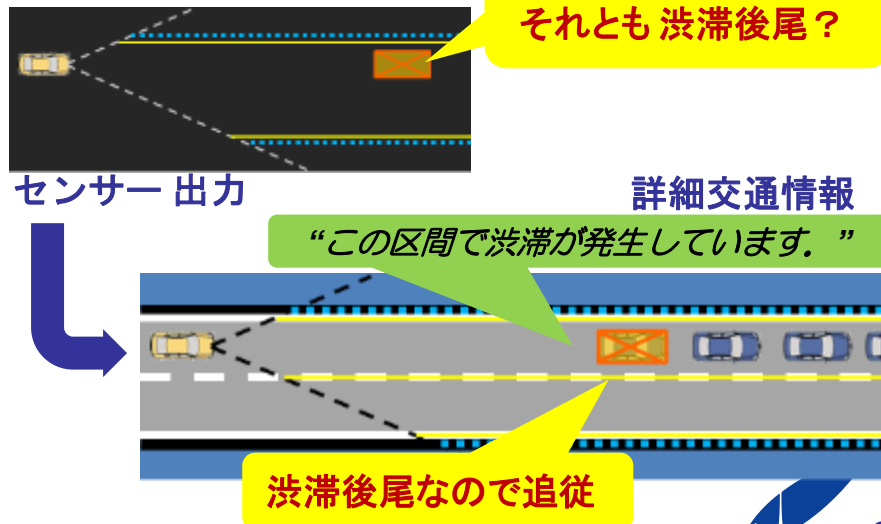 それとも 渋滞後尾？
センサー 出力
詳細交通情報
“この区間で渋滞が発生しています．”
渋滞後尾なので追従